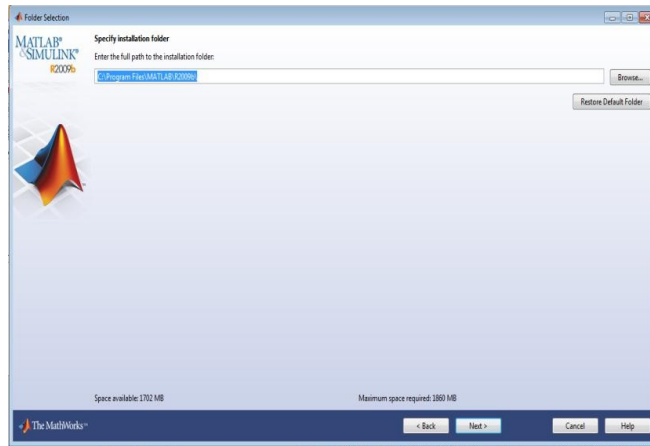 Folder Selection
MATLAB®
&SIMULINK®
R2009b
Specify installation folder
Enter the full path to the installation folder:
C:\Program Files\MATLAB\R2009b\
Browse...
Restore Default Folder
Space available: 1702 MB
Maximum space required: 1860 MB
The MathWorks™
< Back
Next >
Cancel
Help